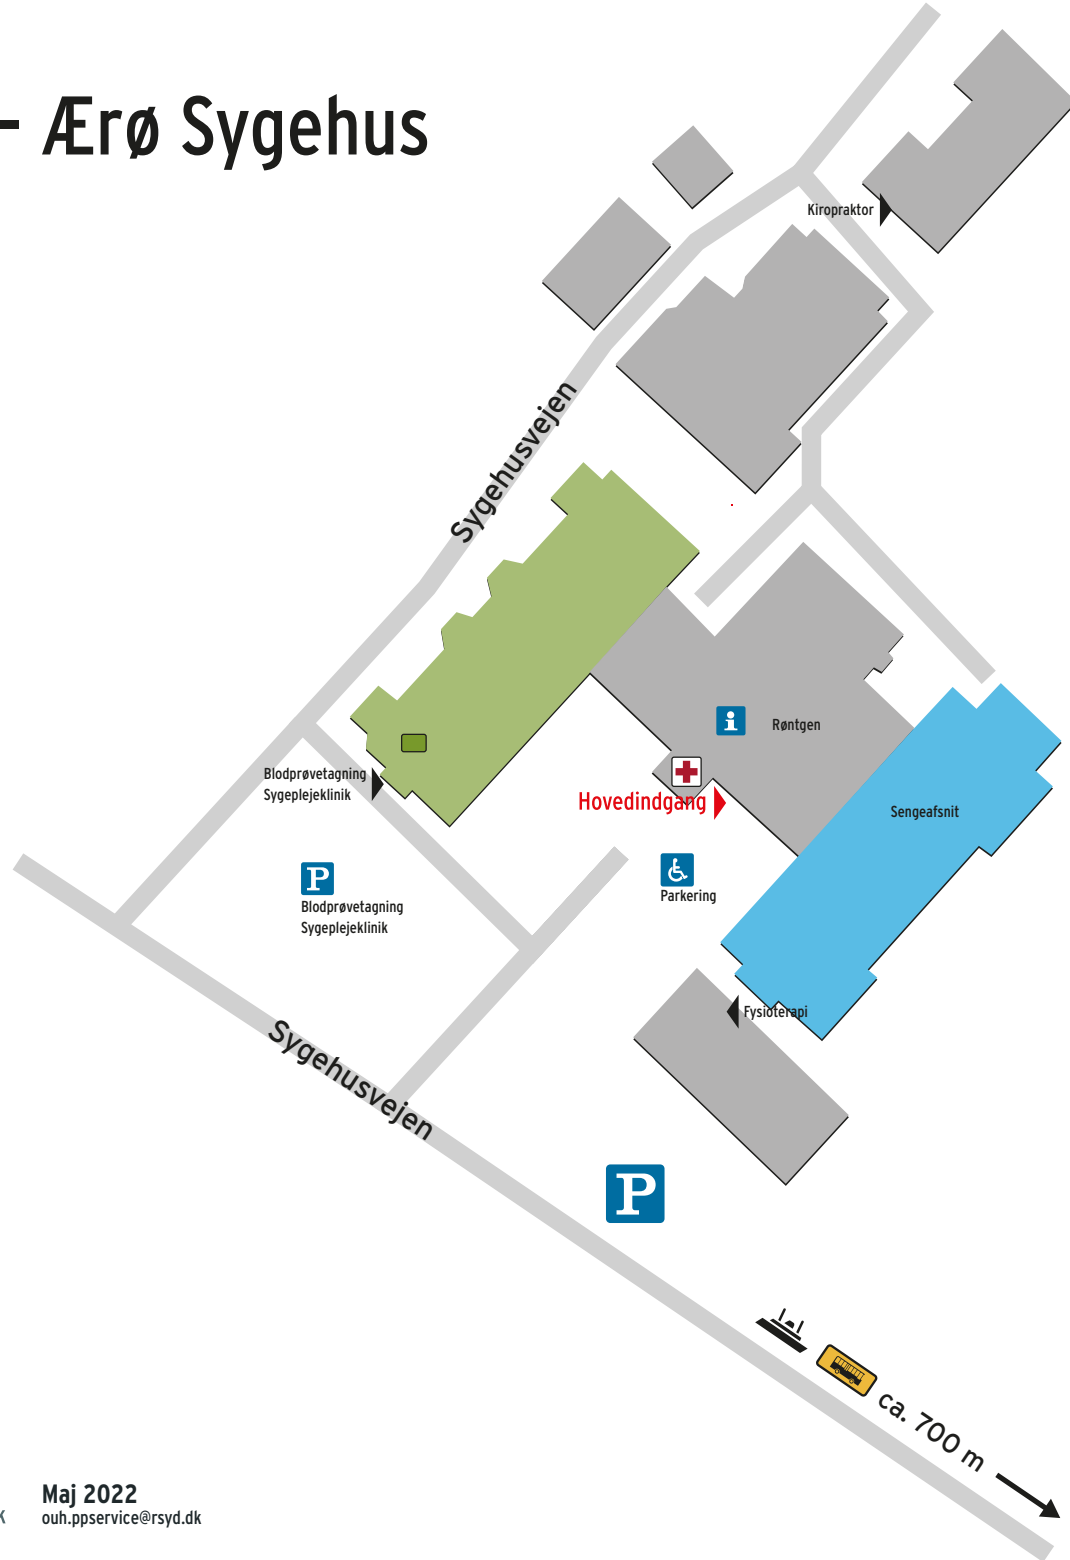 - Ærø Sygehus
Kiropraktor
Sygehusvejen
Røntgen
Blodprøvetagning
Sygeplejeklinik
Hovedindgang
Sengeafsnit
P
Blodprøvetagning
Sygeplejeklinik
Parkering
Fysioterapi
Sygehusvejen
P
ca. 700 m
Maj 2022
ouh.ppservice@rsyd.dk